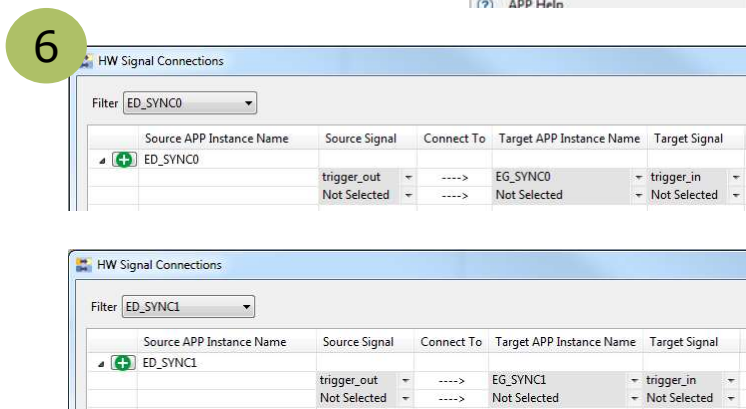 (?) APP Help
6
HW Signal Connections
Filter ED_SYNC0
Source APP Instance Name Source Signal Connect To Target APP Instance Name Target Signal
ED_SYNC0
trigger_out ----> EG_SYNC0 trigger_in
Not Selected ----> Not Selected Not Selected
HW Signal Connections
Filter ED_SYNC1
Source APP Instance Name Source Signal Connect To Target APP Instance Name Target Signal
ED_SYNC1
trigger_out ----> EG_SYNC1 trigger_in
Not Selected ----> Not Selected Not Selected